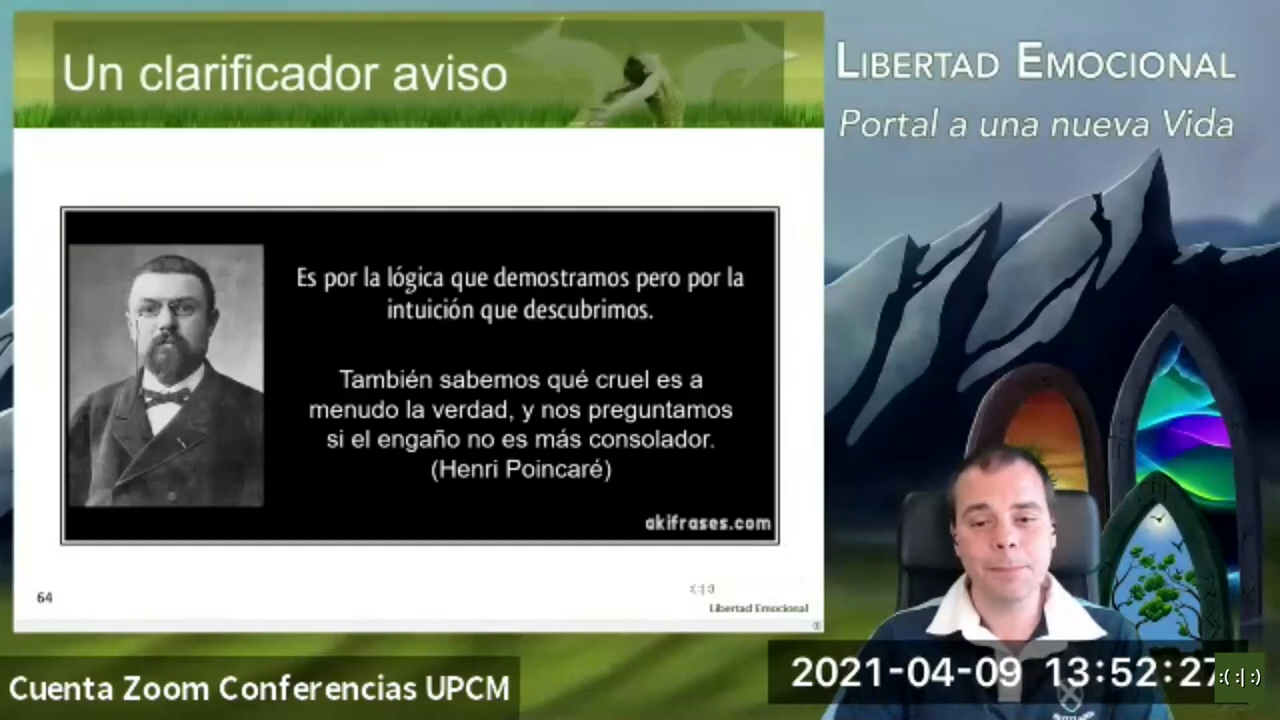 Un clarificador aviso
Es por la lógica que demostramos pero por la
intuición que descubrimos.
También sabemos qué cruel es a
menudo la verdad, y nos preguntamos
si el engaño no es más consolador.
(Henri Poincaré)
akifrases.com
64
:(:|:)
Libertad Emocional
®
LIBERTAD EMOCIONAL
Portal a una nueva Vida
Cuenta Zoom Conferencias UPCM
2021-04-09 13:52:27
:(:|:)